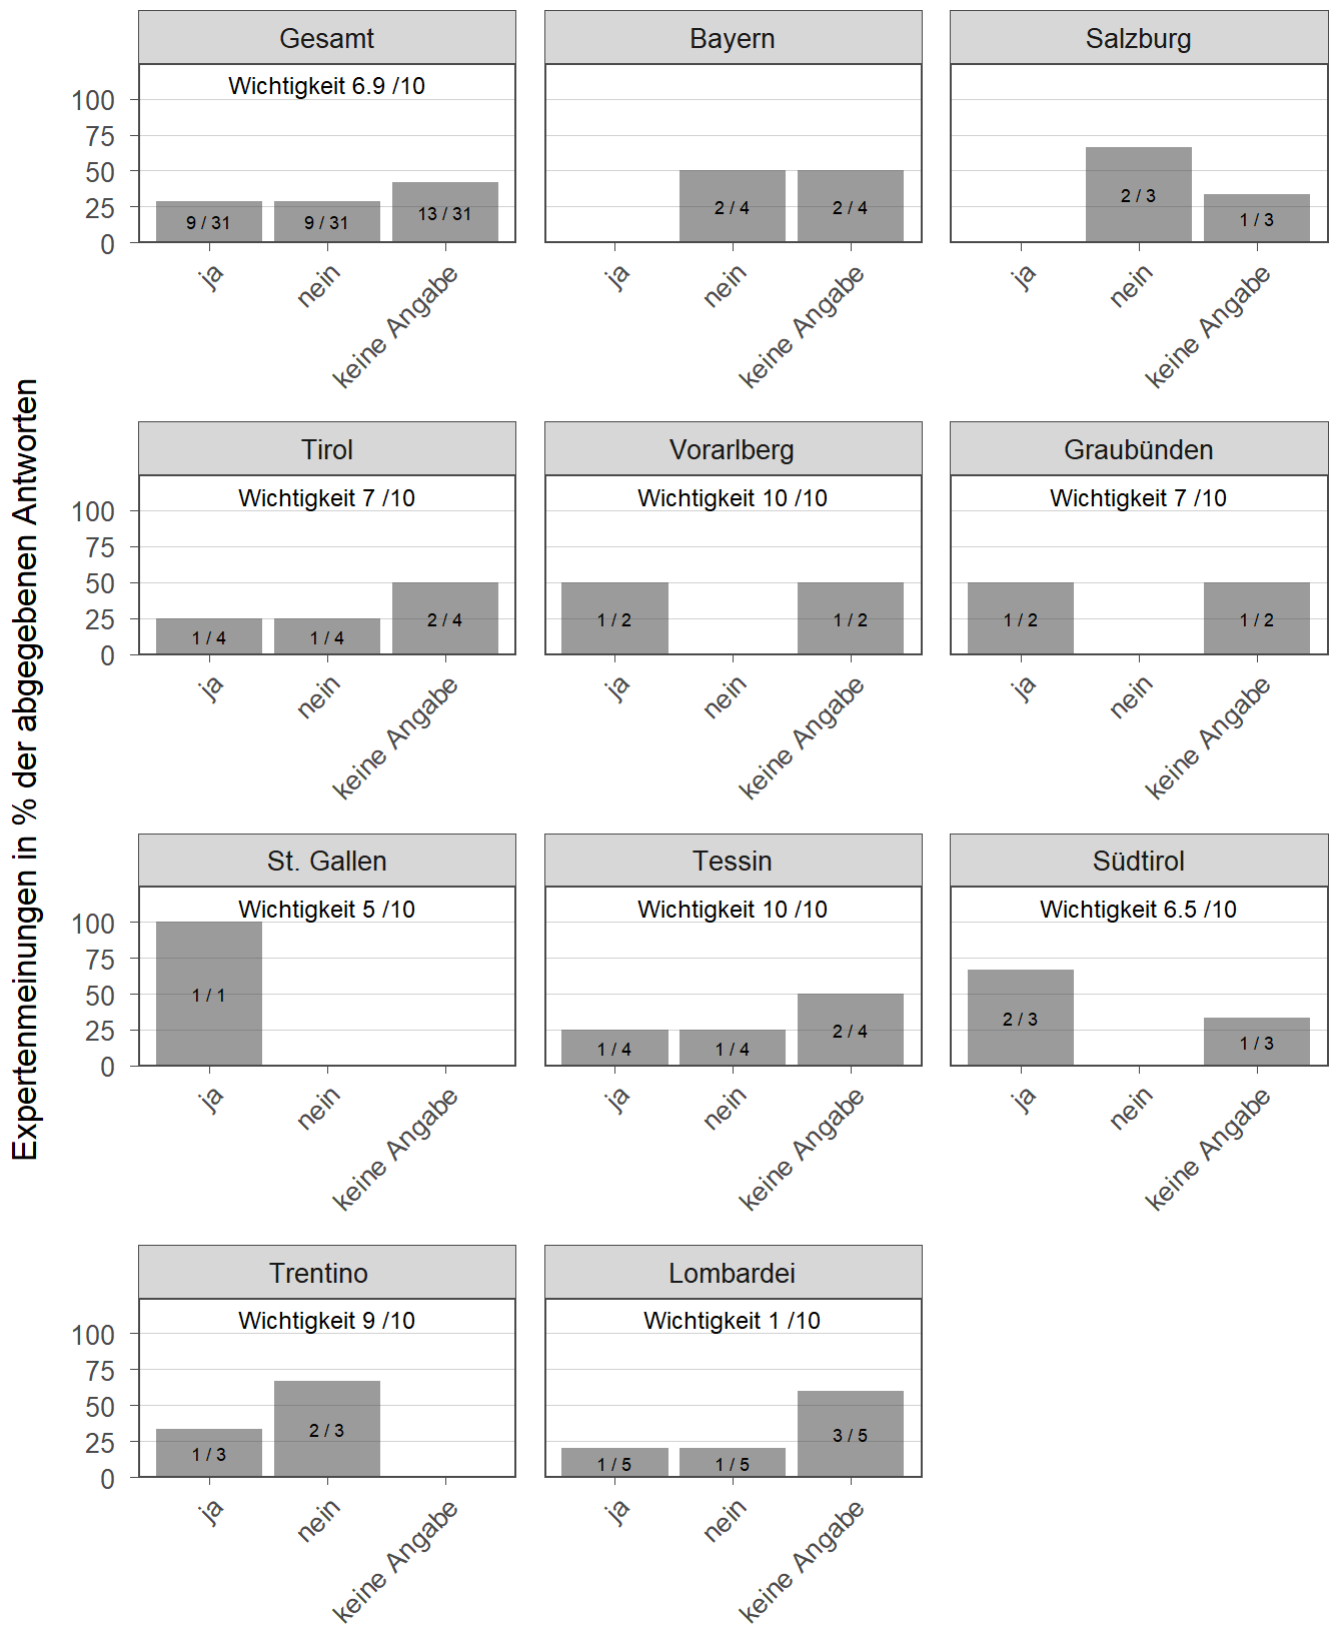 Expertenmeinungen in % der abgegebenen Antworten
Gesamt
Wichtigkeit 6.9 /10
100
75
50
25
0
9 / 31
9 / 31
13 / 31
ja
nein
keine Angabe
Bayern
2 / 4
2 / 4
ja
nein
keine Angabe
Salzburg
2 / 3
1 / 3
ja
nein
keine Angabe
Tirol
Wichtigkeit 7 /10
100
75
50
25
0
1 / 4
1 / 4
2 / 4
ja
nein
keine Angabe
Vorarlberg
Wichtigkeit 10 /10
1 / 2
1 / 2
ja
nein
keine Angabe
Graubünden
Wichtigkeit 7 /10
1 / 2
1 / 2
ja
nein
keine Angabe
St. Gallen
Wichtigkeit 5 /10
100
75
50
25
0
1 / 1
ja
nein
keine Angabe
Tessin
Wichtigkeit 10 /10
1 / 4
1 / 4
2 / 4
ja
nein
keine Angabe
Südtirol
Wichtigkeit 6.5 /10
2 / 3
1 / 3
ja
nein
keine Angabe
Trentino
Wichtigkeit 9 /10
100
75
50
25
0
1 / 3
2 / 3
ja
nein
keine Angabe
Lombardei
Wichtigkeit 1 /10
1 / 5
1 / 5
3 / 5
ja
nein
keine Angabe